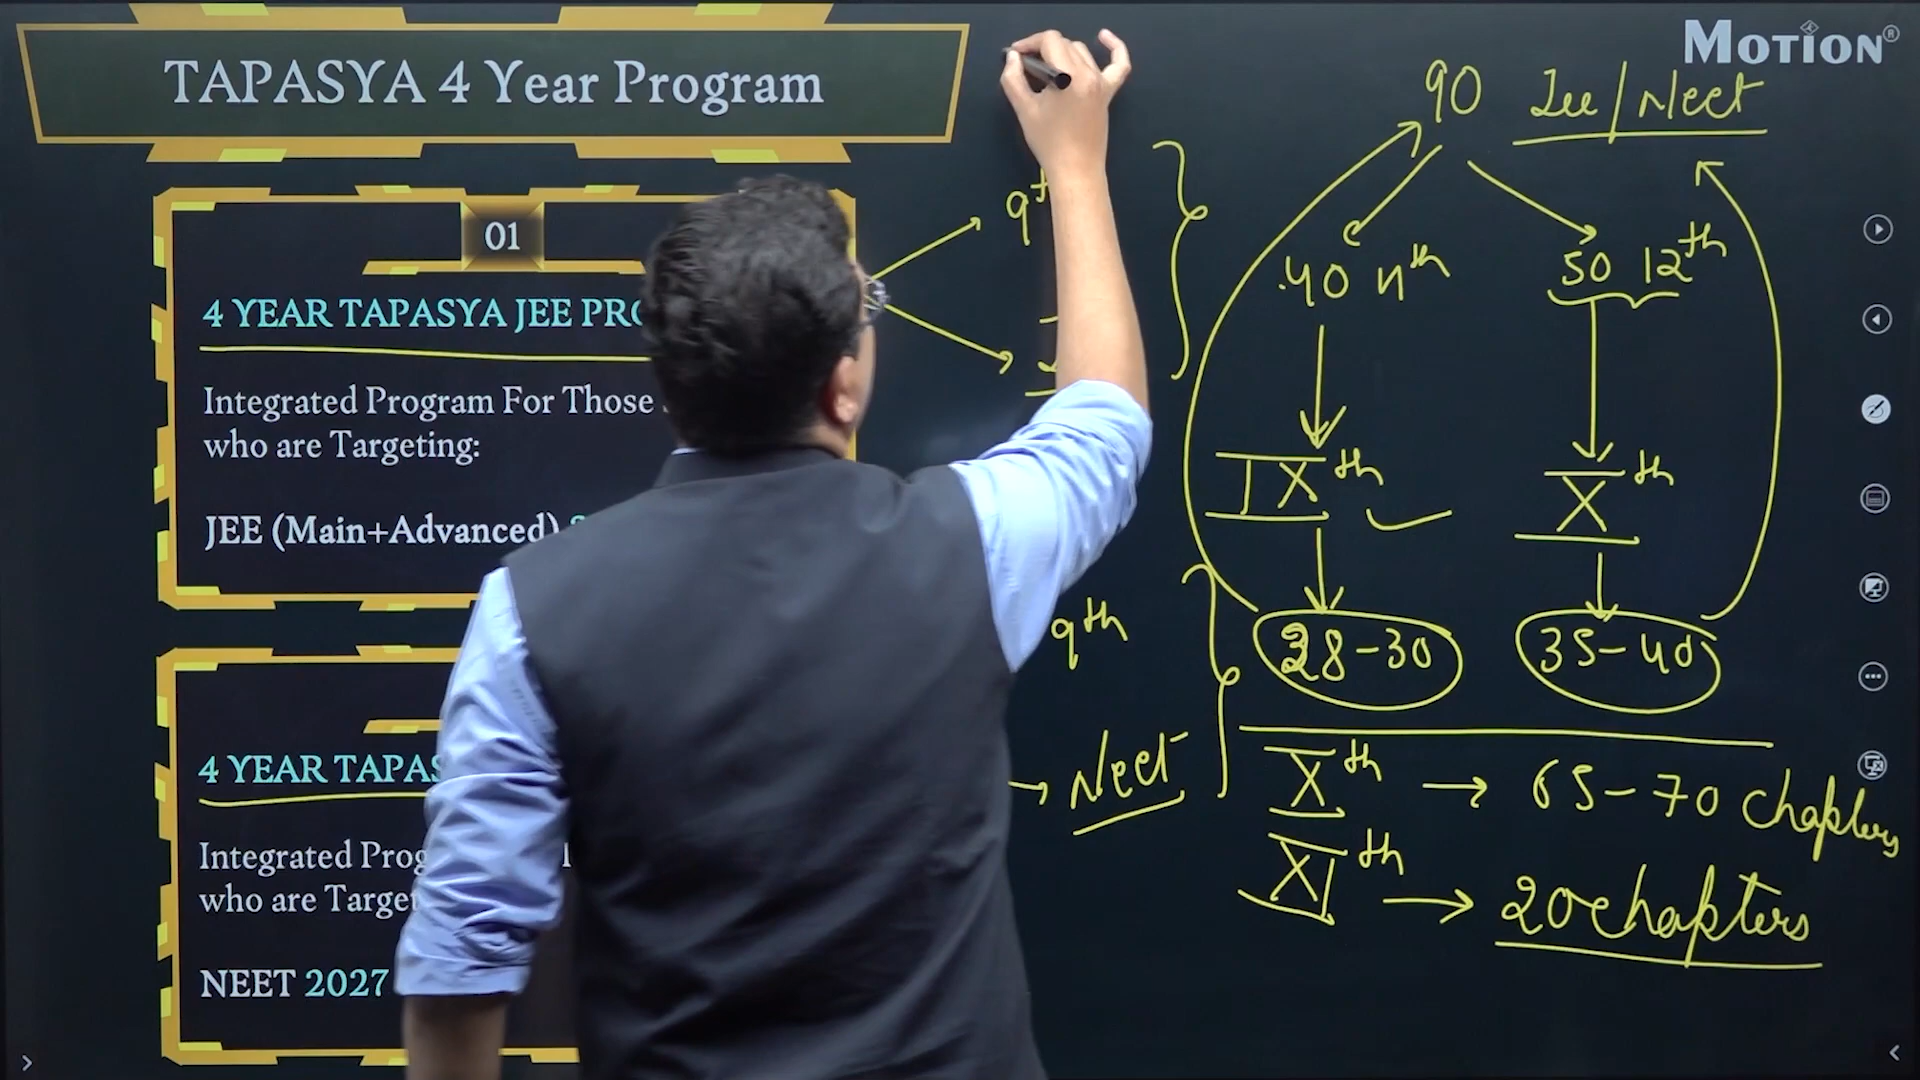 TAPASYA 4 Year Program
MOTION®
90 Jee/Neet
01
9t
40 11th
50 12th
4 YEAR TAPASYA JEE PRO
Integrated Program For Those
who are Targeting:
JEE (Main+Advanced)
IXth
Xth
9th
28-30
35-40
Neet
4 YEAR TAPAS
Integrated Prog
who are Target
NEET 2027
Xth → 65-70 Chapters
XIth → 20 chapters